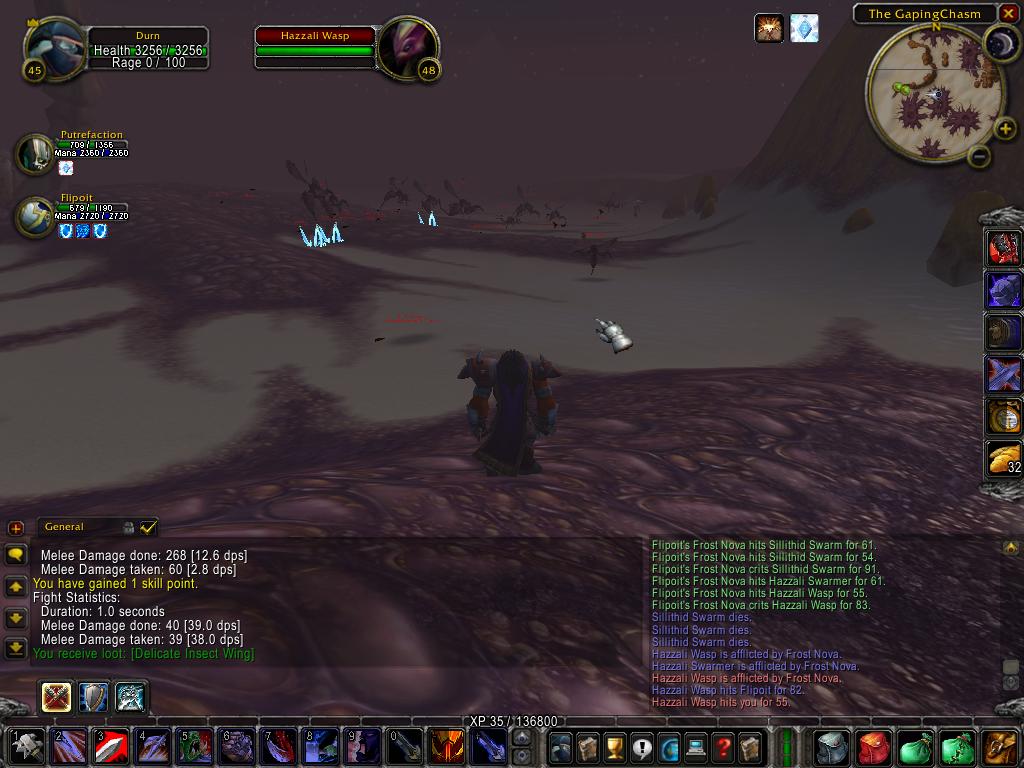 The GapingChasm
N
Durn
Health 3256 / 3256
Rage 0 / 100
45
Hazzali Wasp
48
Putrefaction
709 / 1366
Mana 2360 / 2360
Flipoit
679 / 1190
Mana 2720 / 2720
32
General
Melee Damage done: 268 [12.6 dps]
Melee Damage taken: 60 [2.8 dps]
You have gained 1 skill point.
Fight Statistics:
Duration: 1.0 seconds
Melee Damage done: 40 [39.0 dps]
Melee Damage taken: 39 [38.0 dps]
You receive loot: [Delicate Insect Wing]
Flipoit's Frost Nova hits Sillithid Swarm for 61.
Flipoit's Frost Nova hits Sillithid Swarm for 54.
Flipoit's Frost Nova crits Sillithid Swarm for 91.
Flipoit's Frost Nova hits Hazzali Swarmer for 61.
Flipoit's Frost Nova hits Hazzali Wasp for 55.
Flipoit's Frost Nova crits Hazzali Wasp for 83.
Sillithid Swarm dies.
Sillithid Swarm dies.
Sillithid Swarm dies.
Hazzali Wasp is afflicted by Frost Nova.
Hazzali Swarmer is afflicted by Frost Nova.
Hazzali Wasp is afflicted by Frost Nova.
Hazzali Wasp hits Flipoit for 82.
Hazzali Wasp hits you for 55.
XP 35 / 136800
1 2 3 4 5 6 7 8 9 0